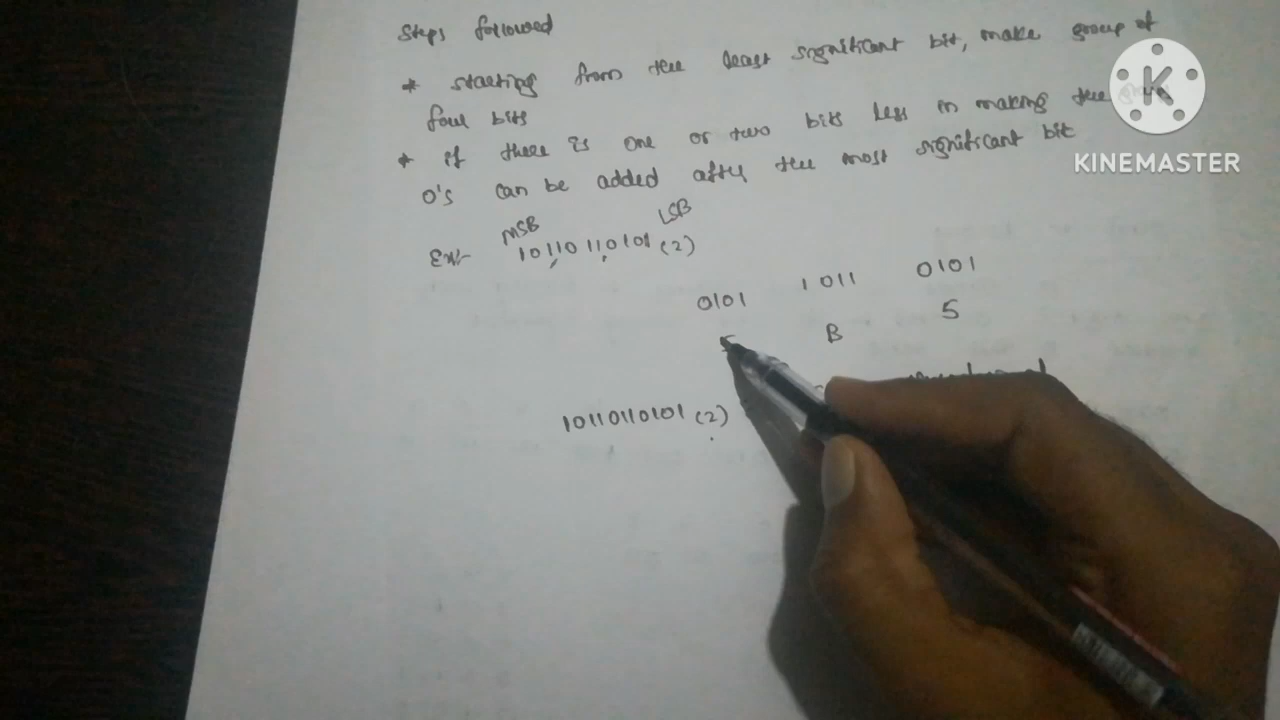 Steps followed
* starting from the least significant bit, make group of
four bits
* if there is one or two bits less in making the
0's can be added after the most significant bit
MSB LSB
Ex:- 10110110101 (2)
0101 1011 0101
5 B 5
10110110101 (2)
K
KINEMASTER